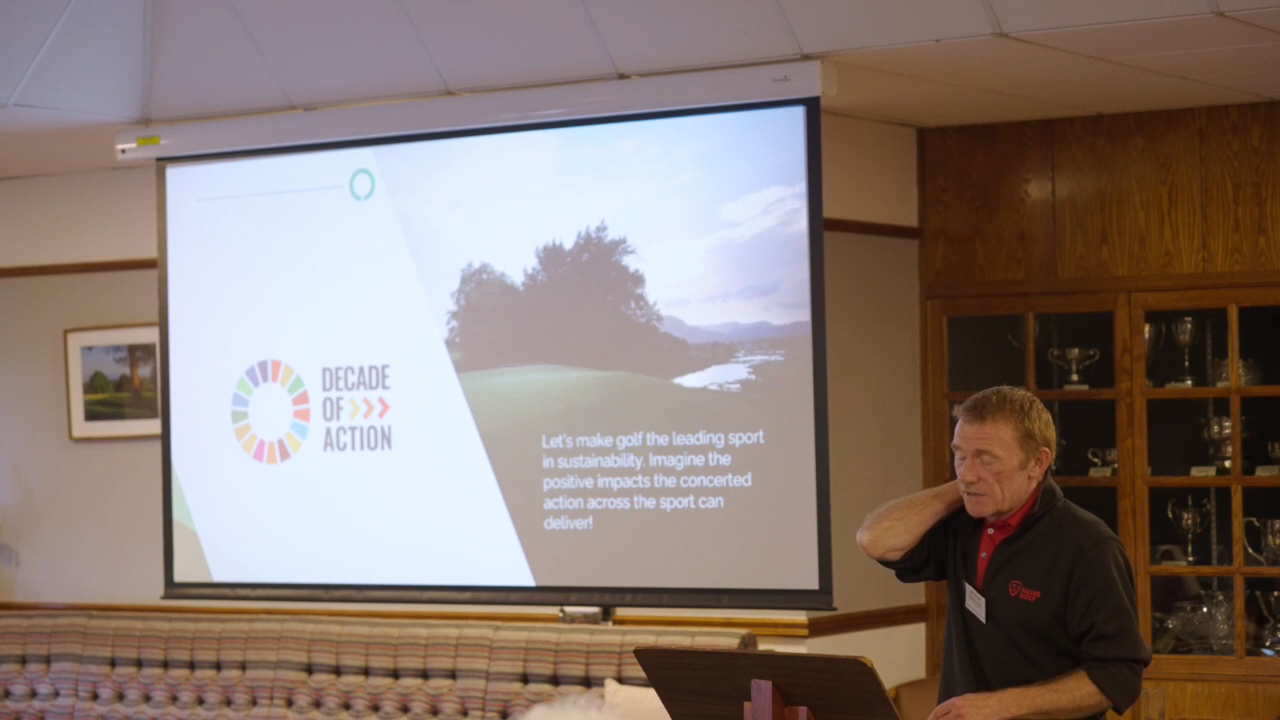 DECADE
OF
ACTION
Let's make golf the leading sport
in sustainability. Imagine the
positive impacts the concerted
action across the sport can
deliver!
GOLF